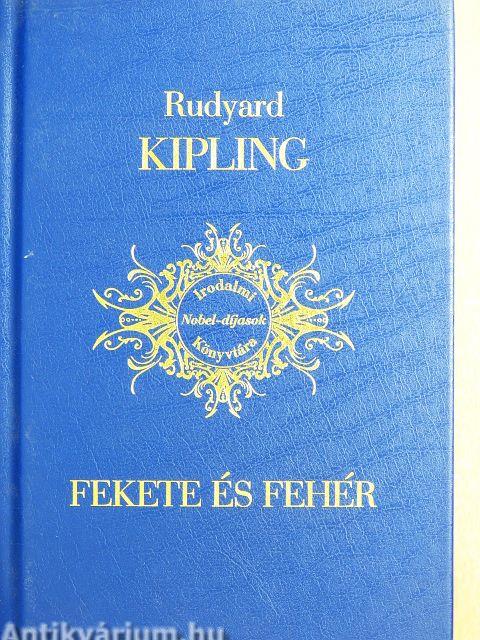 Rudyard
KIPLING
Irodalmi
Nobel-díjasok
Könyvtára
FEKETE ÉS FEHÉR
Antikvárium.hu